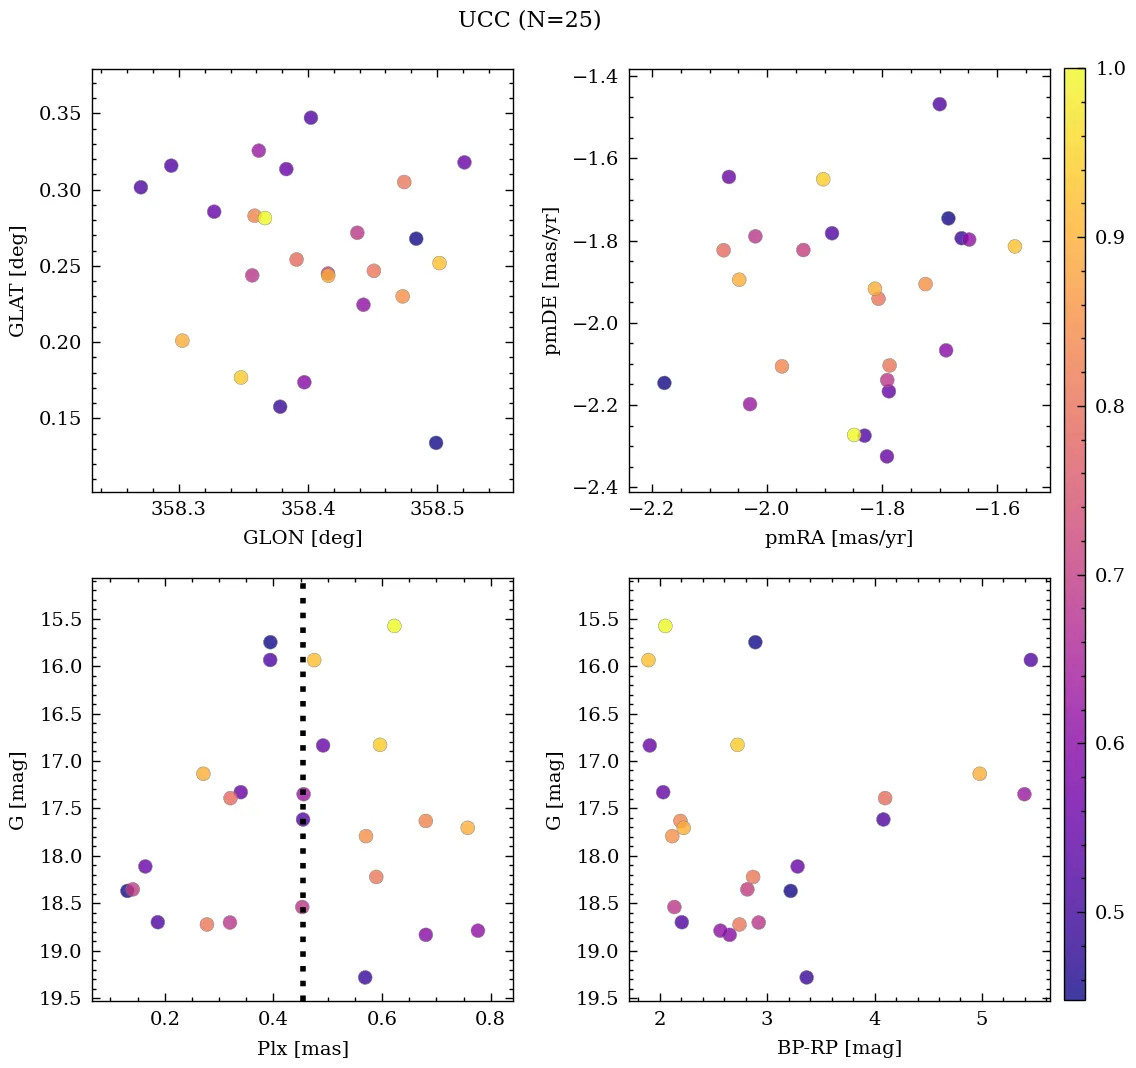 UCC (N=25)
0.35
0.30
0.25
0.20
0.15
GLAT [deg]
358.3 358.4 358.5
GLON [deg]
−1.4
−1.6
−1.8
−2.0
−2.2
−2.4
pmDE [mas/yr]
−2.2 −2.0 −1.8 −1.6
pmRA [mas/yr]
1.0
0.9
0.8
0.7
0.6
0.5
15.5
16.0
16.5
17.0
17.5
18.0
18.5
19.0
19.5
G [mag]
0.2 0.4 0.6 0.8
Plx [mas]
15.5
16.0
16.5
17.0
17.5
18.0
18.5
19.0
19.5
G [mag]
2 3 4 5
BP-RP [mag]